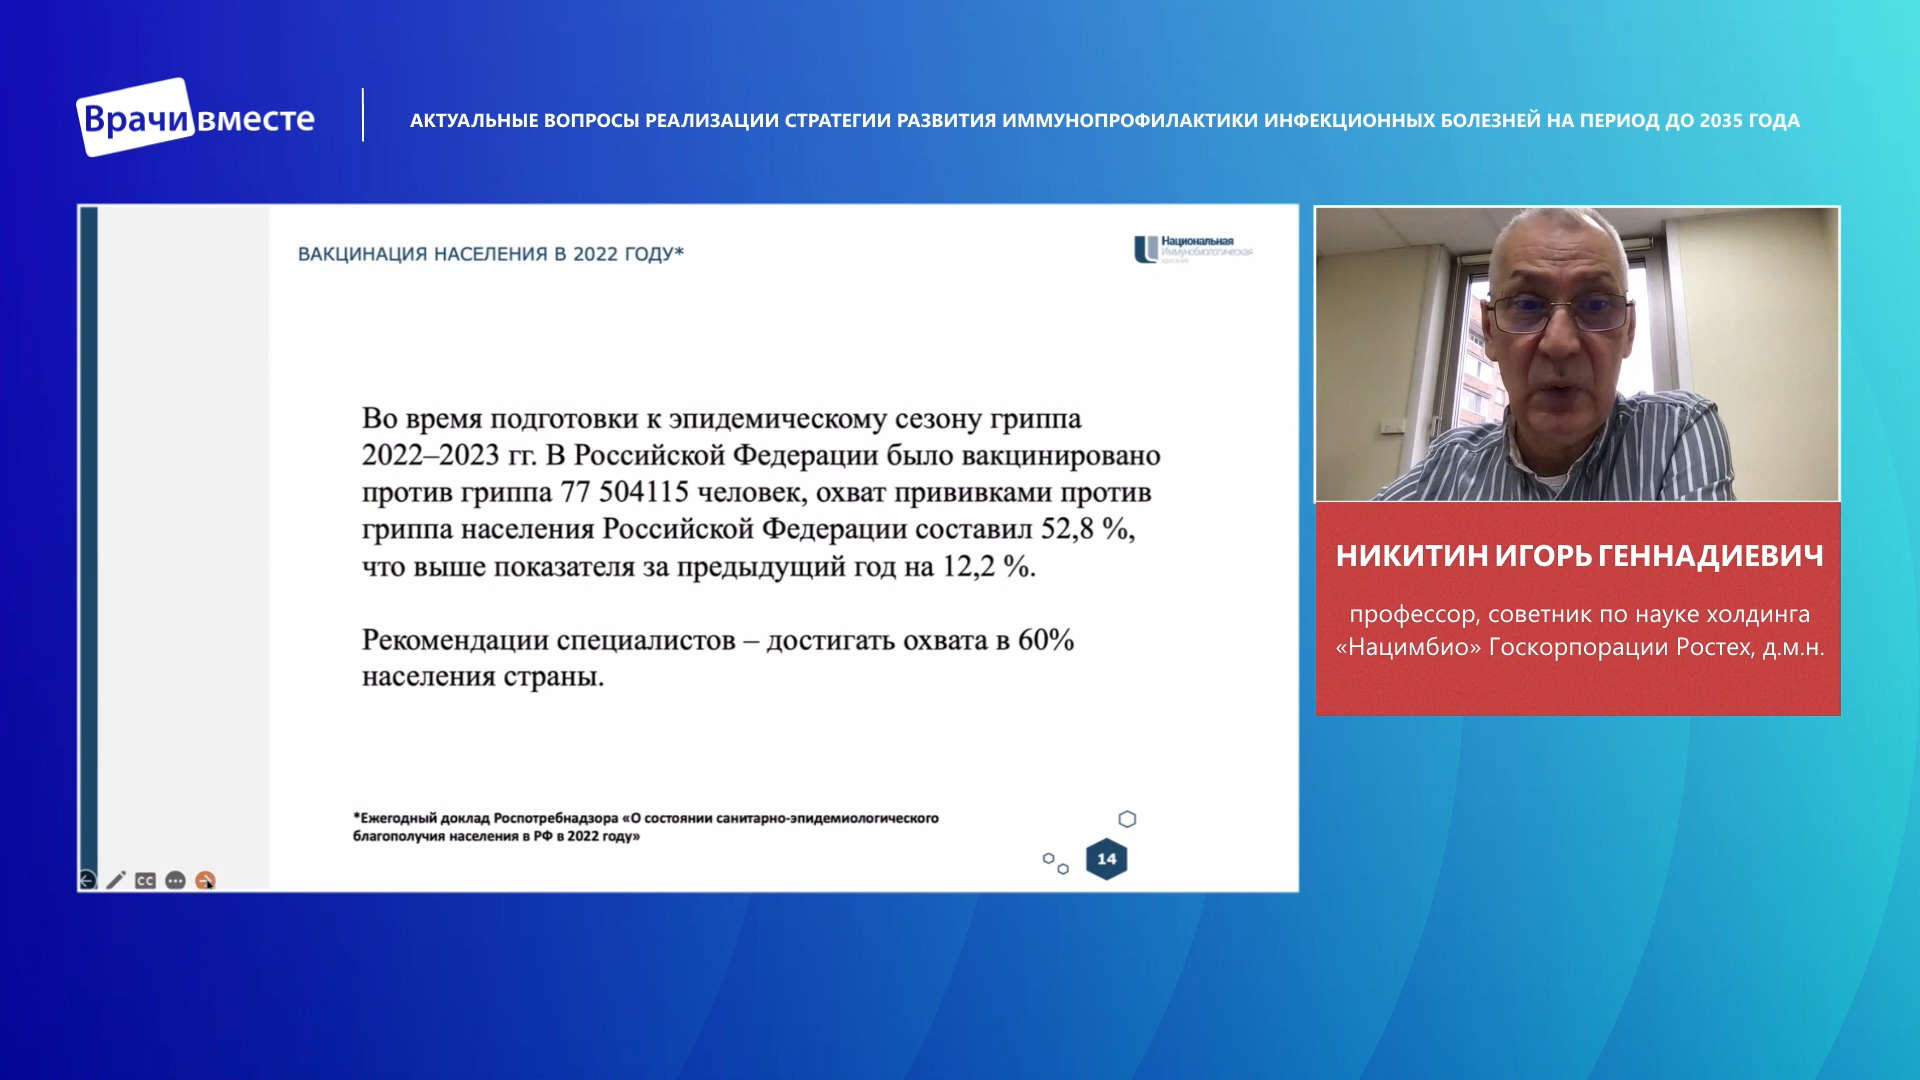 Врачи вместе
АКТУАЛЬНЫЕ ВОПРОСЫ РЕАЛИЗАЦИИ СТРАТЕГИИ РАЗВИТИЯ ИММУНОПРОФИЛАКТИКИ ИНФЕКЦИОННЫХ БОЛЕЗНЕЙ НА ПЕРИОД ДО 2035 ГОДА
ВАКЦИНАЦИЯ НАСЕЛЕНИЯ В 2022 ГОДУ*
Национальная
Иммунобиологическая
Во время подготовки к эпидемическому сезону гриппа
2022–2023 гг. В Российской Федерации было вакцинировано
против гриппа 77 504115 человек, охват прививками против
гриппа населения Российской Федерации составил 52,8 %,
что выше показателя за предыдущий год на 12,2 %.
Рекомендации специалистов – достигать охвата в 60%
населения страны.
*Ежегодный доклад Роспотребнадзора «О состоянии санитарно-эпидемиологического
благополучия населения в РФ в 2022 году»
14
CC
НИКИТИН ИГОРЬ ГЕННАДИЕВИЧ
профессор, советник по науке холдинга
«Нацимбио» Госкорпорации Ростех, д.м.н.